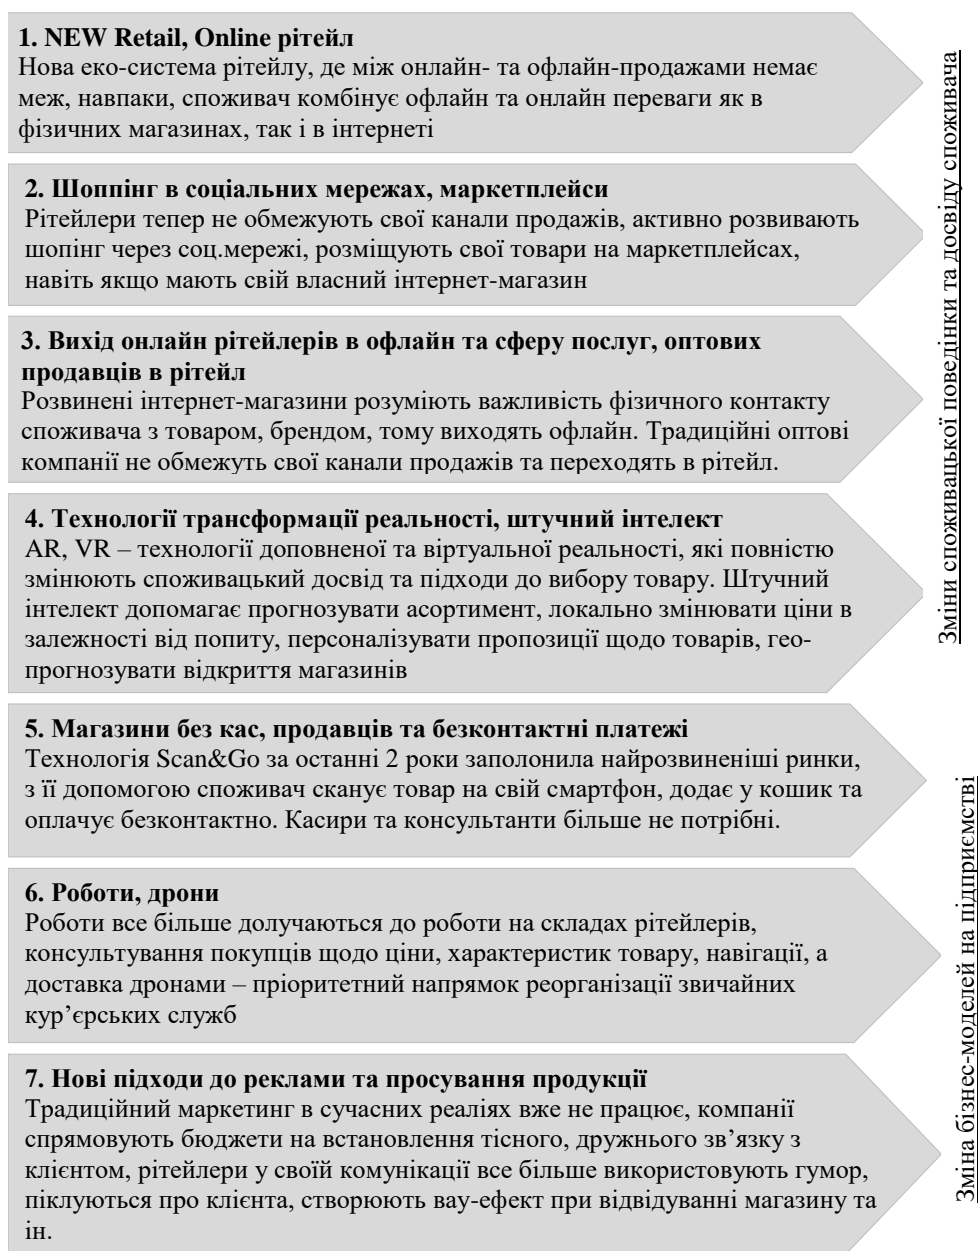 1. NEW Retail, Online рітейл
Нова еко-система рітейлу, де між онлайн- та офлайн-продажами немає
меж, навпаки, споживач комбінує офлайн та онлайн переваги як в
фізичних магазинах, так і в інтернеті
2. Шоппінг в соціальних мережах, маркетплейси
Рітейлери тепер не обмежують свої канали продажів, активно розвивають
шопінг через соц.мережі, розміщують свої товари на маркетплейсах,
навіть якщо мають свій власний інтернет-магазин
3. Вихід онлайн рітейлерів в офлайн та сферу послуг, оптових
продавців в рітейл
Розвинені інтернет-магазини розуміють важливість фізичного контакту
споживача з товаром, брендом, тому виходять офлайн. Традиційні оптові
компанії не обмежуть свої канали продажів та переходять в рітейл.
4. Технології трансформації реальності, штучний інтелект
AR, VR – технології доповненої та віртуальної реальності, які повністю
змінюють споживацький досвід та підходи до вибору товару. Штучний
інтелект допомагає прогнозувати асортимент, локально змінювати ціни в
залежності від попиту, персоналізувати пропозиції щодо товарів, гео-
прогнозувати відкриття магазинів
5. Магазини без кас, продавців та безконтактні платежі
Технологія Scan&Go за останні 2 роки заполонила найрозвиненіші ринки,
з її допомогою споживач сканує товар на свій смартфон, додає у кошик та
оплачує безконтактно. Касири та консультанти більше не потрібні.
6. Роботи, дрони
Роботи все більше долучаються до роботи на складах рітейлерів,
консультування покупців щодо ціни, характеристик товару, навігації, а
доставка дронами – пріоритетний напрямок реорганізації звичайних
кур’єрських служб
7. Нові підходи до реклами та просування продукції
Традиційний маркетинг в сучасних реаліях вже не працює, компанії
спрямовують бюджети на встановлення тісного, дружнього зв’язку з
клієнтом, рітейлери у своїй комунікації все більше використовують гумор,
піклуються про клієнта, створюють вау-ефект при відвідуванні магазину та
ін.
Зміни споживацької поведінки та досвіду споживача
Зміна бізнес-моделей на підприємстві